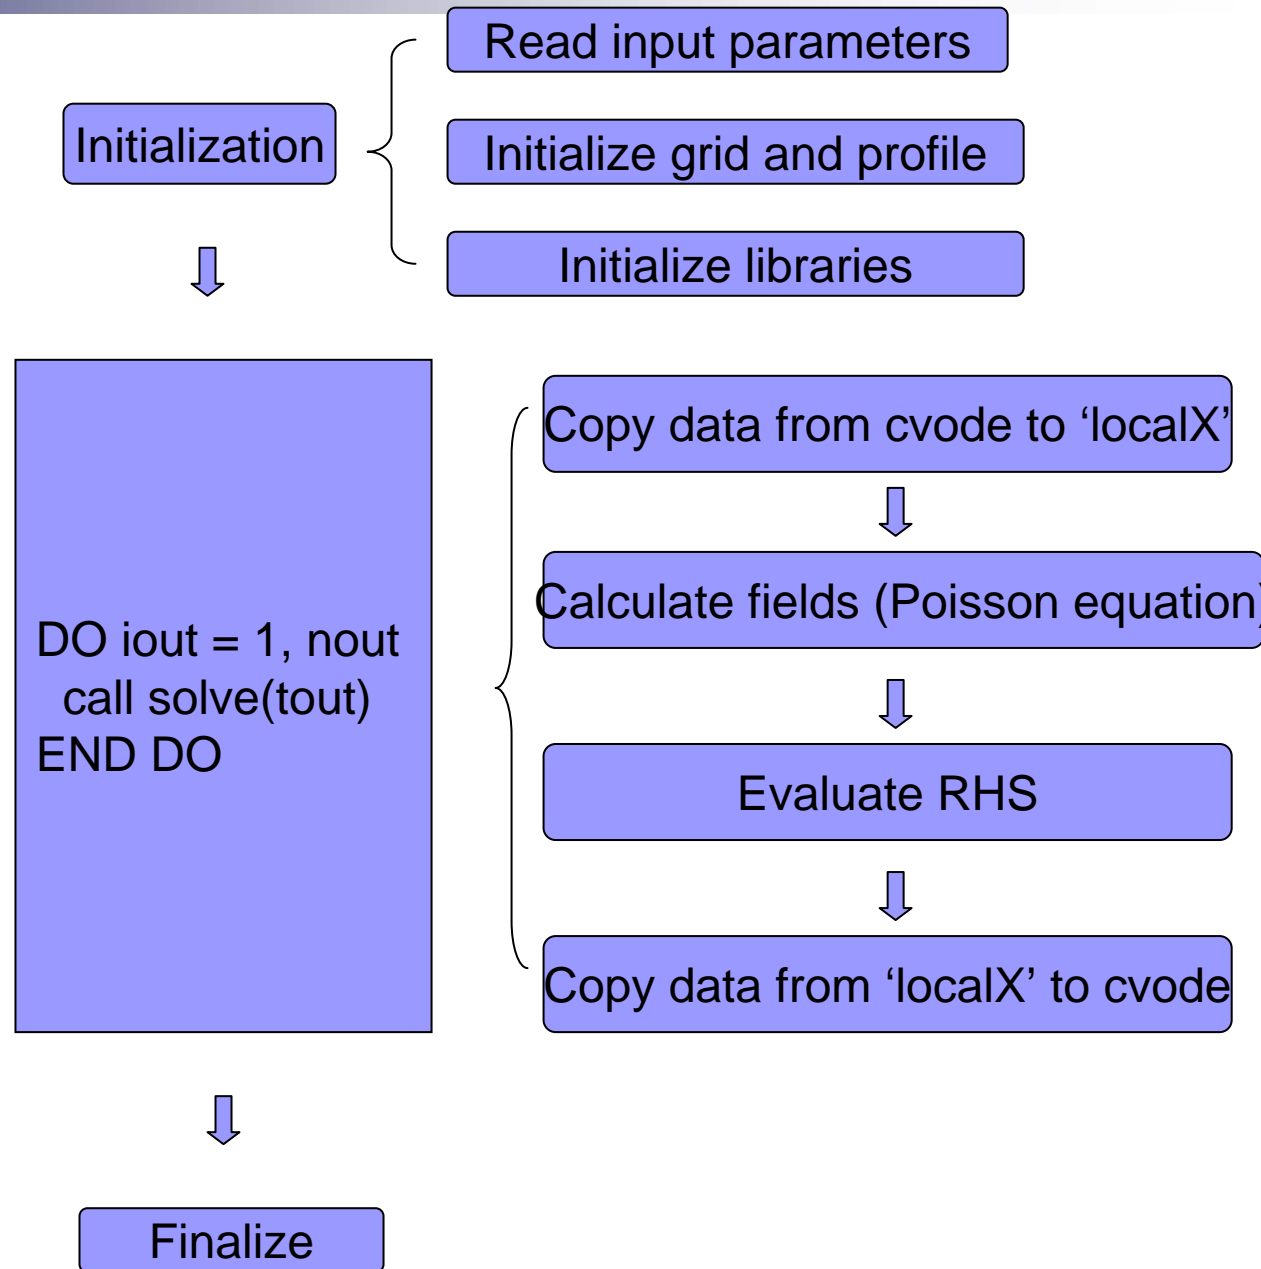 Read input parameters
Initialization
Initialize grid and profile
Initialize libraries
DO iout = 1, nout
call solve(tout)
END DO
Copy data from cvode to ‘localX’
Calculate fields (Poisson equation)
Evaluate RHS
Copy data from ‘localX’ to cvode
Finalize